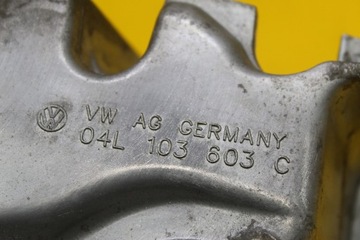 VW AG GERMANY
04L 103 603 C